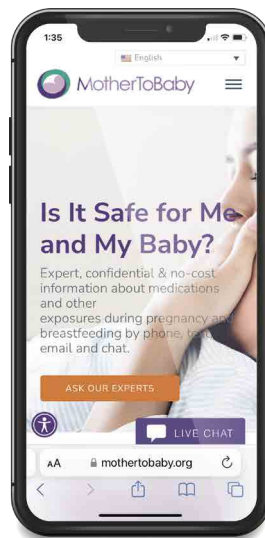 1:35
English
MotherToBaby
Is It Safe for Me
and My Baby?
Expert, confidential & no-cost
information about medications
and other
exposures during pregnancy and
breastfeeding by phone,
email and chat.
ASK OUR EXPERTS
LIVE CHAT
AA mothertobaby.org